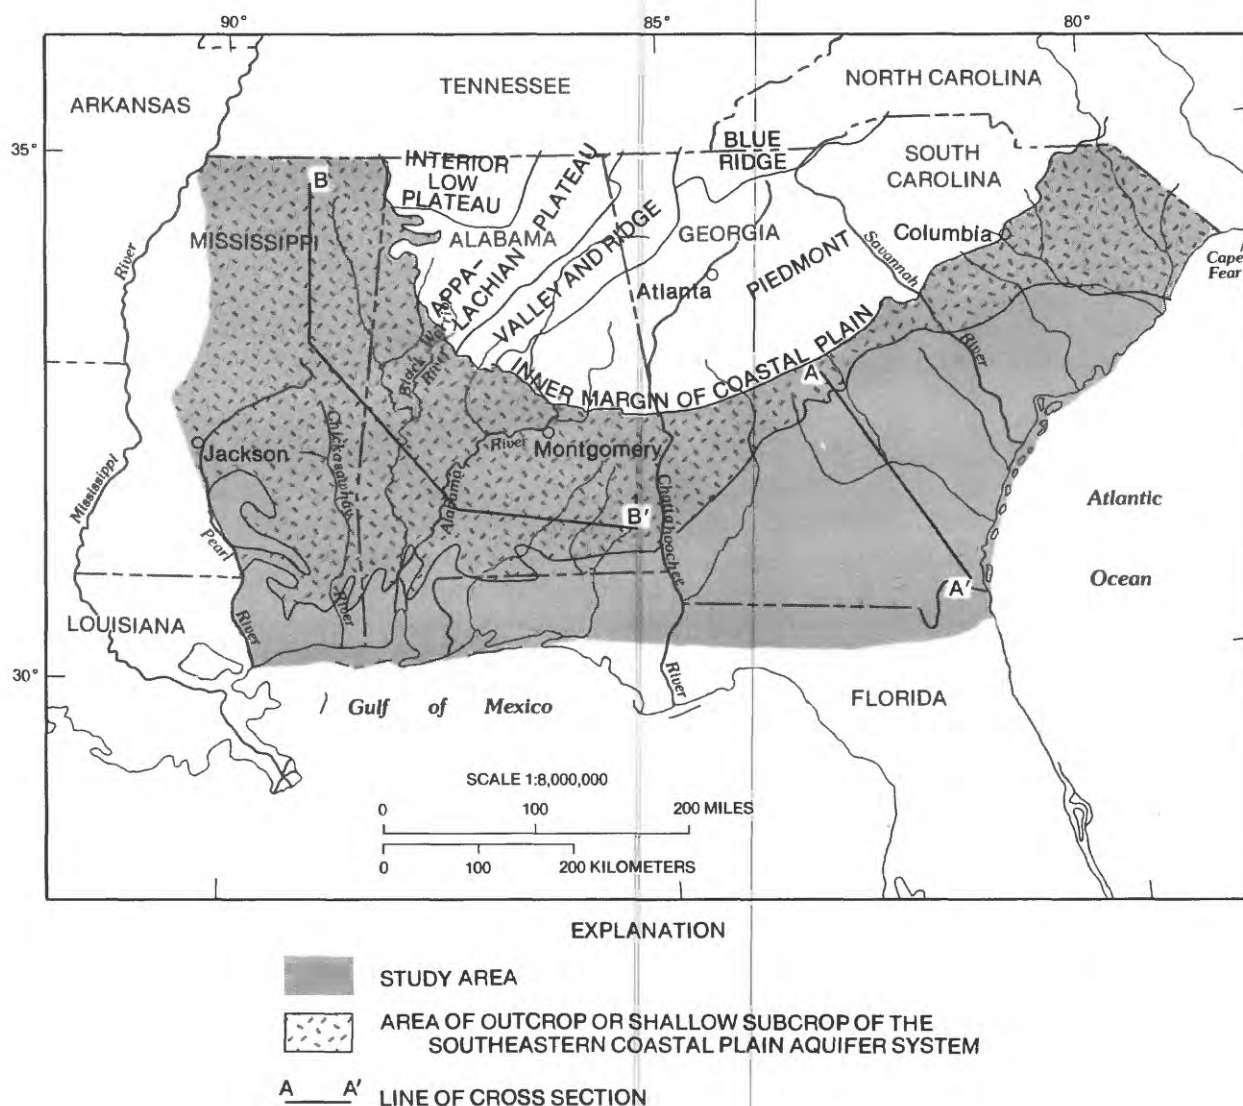 90°
85°
80°
ARKANSAS
TENNESSEE
NORTH CAROLINA
35°
INTERIOR
LOW
PLATEAU
APPA-
LACHIAN PLATEAU
VALLEY AND RIDGE
BLUE
RIDGE
SOUTH
CAROLINA
B
MISSISSIPPI
ALABAMA
GEORGIA
Columbia
Atlanta
PIEDMONT
Savannah
River
Cape
Fear
River
Mississippi
Black Warrior
River
INNER MARGIN OF COASTAL PLAIN
A
Jackson
Chickasawhay
River
Alabama
River
Montgomery
Chattahoochee
River
B'
Atlantic
Ocean
A'
Pearl
River
LOUISIANA
30°
Gulf of Mexico
FLORIDA
SCALE 1:8,000,000
0 100 200 MILES
0 100 200 KILOMETERS
EXPLANATION
STUDY AREA
AREA OF OUTCROP OR SHALLOW SUBCROP OF THE
SOUTHEASTERN COASTAL PLAIN AQUIFER SYSTEM
A A' LINE OF CROSS SECTION